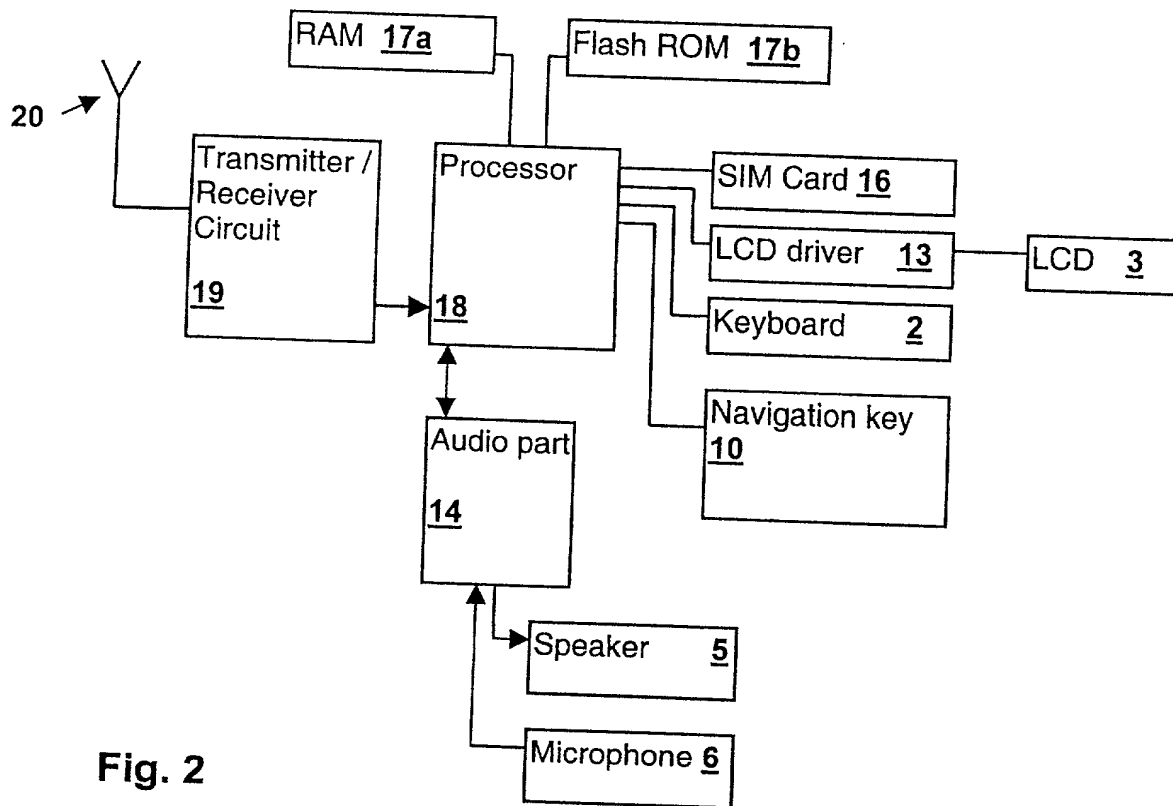 RAM 17a
Flash ROM 17b
20
Transmitter /
Receiver
Circuit
19
Processor
18
SIM Card 16
LCD driver 13
LCD 3
Keyboard 2
Navigation key
10
Audio part
14
Speaker 5
Microphone 6
Fig. 2